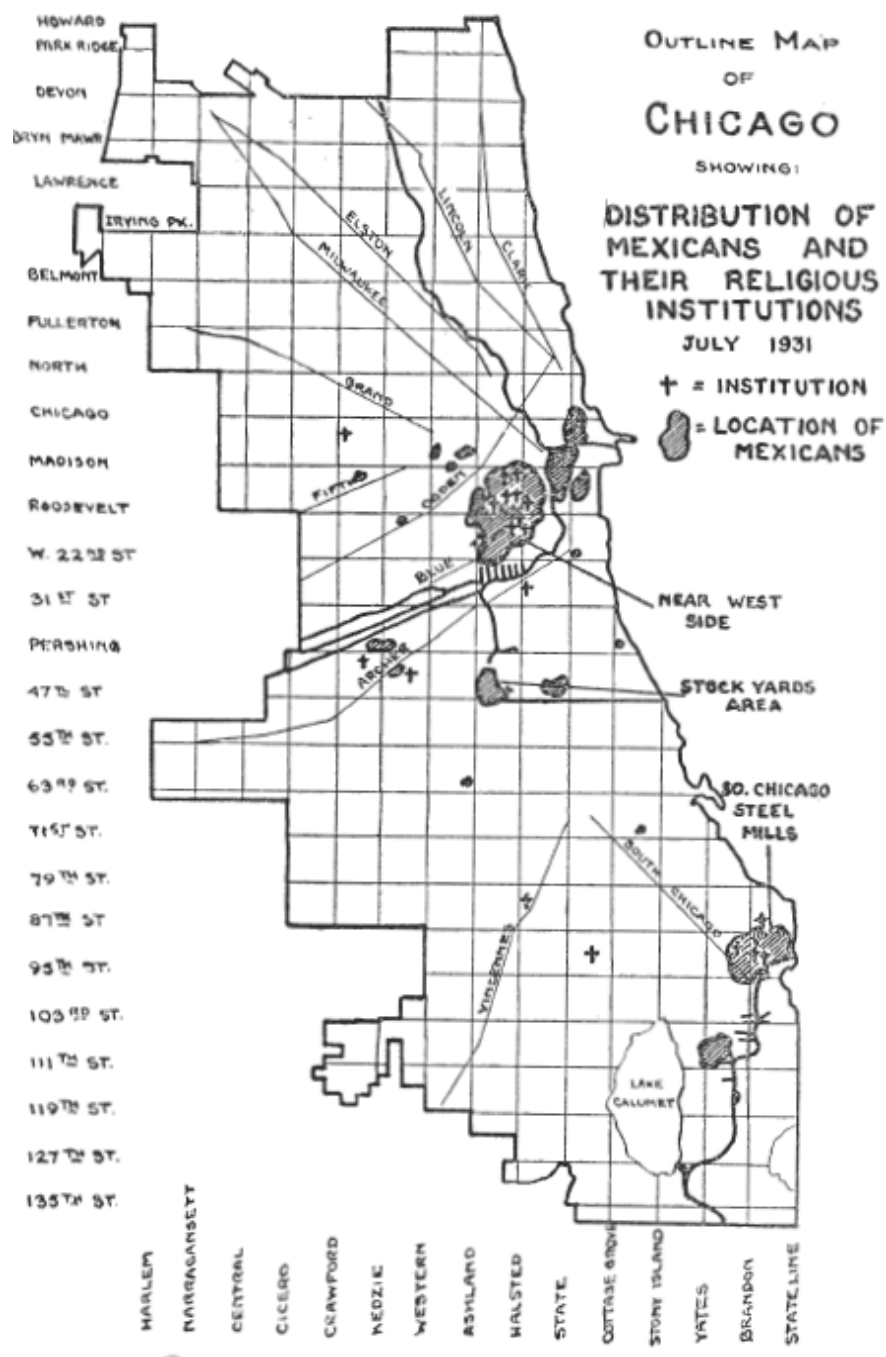 OUTLINE MAP
OF
CHICAGO
SHOWING:
DISTRIBUTION OF
MEXICANS AND
THEIR RELIGIOUS
INSTITUTIONS
JULY 1931
✝ = INSTITUTION
= LOCATION OF
MEXICANS
HOWARD
PARK RIDGE
DEVON
BRYN MAWR
LAWRENCE
IRVING PK.
BELMONT
FULLERTON
NORTH
CHICAGO
MADISON
ROOSEVELT
W. 22ND ST
31ST ST
PERSHING
47TH ST
55TH ST.
63RD ST.
71ST ST.
79TH ST.
87TH ST
95TH ST.
103RD ST.
111TH ST.
119TH ST.
127TH ST.
135TH ST.
ELSTON
MILWAUKEE
LINCOLN
CLARK
GRAND
FIFTH
OGDEN
BLUE
ARCHER
NEAR WEST
SIDE
STOCK YARDS
AREA
SO. CHICAGO
STEEL
MILLS
SOUTH CHICAGO
VINCENNES
LAKE
CALUMET
HARLEM
NARRAGANSETT
CENTRAL
CICERO
CRAWFORD
KEDZIE
WESTERN
ASHLAND
HALSTED
STATE
COTTAGE GROVE
STONY ISLAND
YATES
BRANDON
STATE LINE